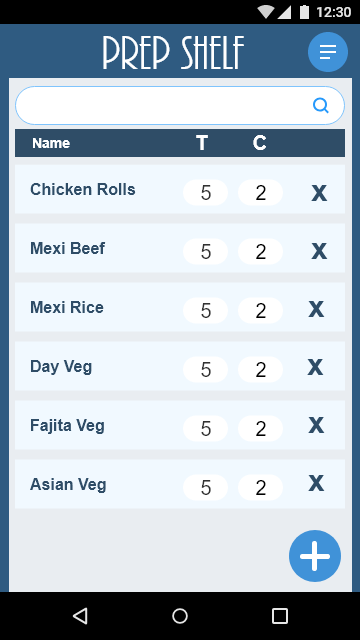 12:30
PREP SHELF
Name T C
Chicken Rolls 5 2 X
Mexi Beef 5 2 X
Mexi Rice 5 2 X
Day Veg 5 2 X
Fajita Veg 5 2 X
Asian Veg 5 2 X